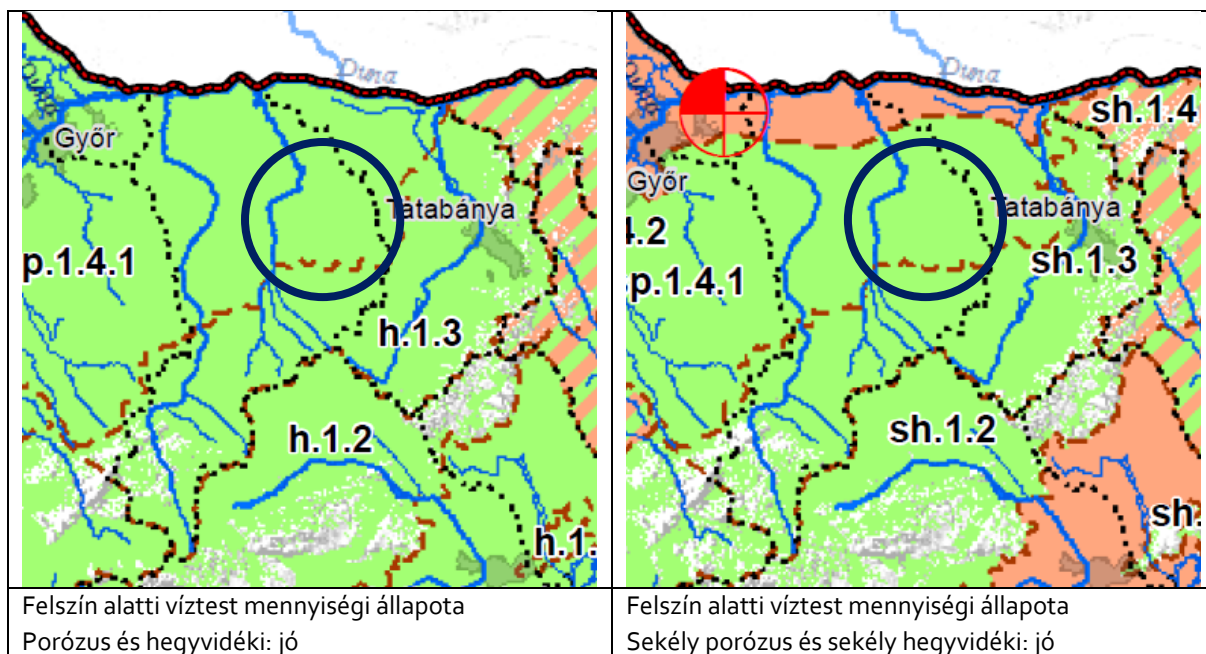 Duna
Győr
Tatabánya
p.1.4.1
h.1.3
h.1.2
h.1.
Duna
sh.1.4
Győr
Tatabánya
4.2
sp.1.4.1
sh.1.3
sh.1.2
sh.
Felszín alatti víztest mennyiségi állapota
Porózus és hegyvidéki: jó
Felszín alatti víztest mennyiségi állapota
Sekély porózus és sekély hegyvidéki: jó